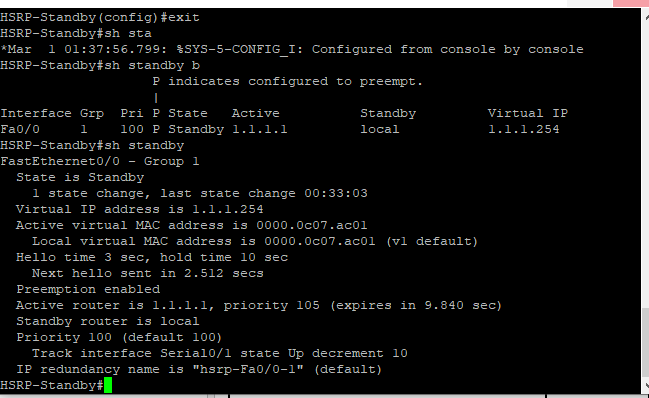 HSRP-Standby(config)#exit
HSRP-Standby#sh sta
*Mar  1 01:37:56.799: %SYS-5-CONFIG_I: Configured from console by console
HSRP-Standby#sh standby b
                     P indicates configured to preempt.
                     |
Interface Grp  Pri P State   Active          Standby         Virtual IP
Fa0/0     1    100 P Standby 1.1.1.1         local           1.1.1.254
HSRP-Standby#sh standby
FastEthernet0/0 - Group 1
  State is Standby
    1 state change, last state change 00:33:03
  Virtual IP address is 1.1.1.254
  Active virtual MAC address is 0000.0c07.ac01
    Local virtual MAC address is 0000.0c07.ac01 (v1 default)
  Hello time 3 sec, hold time 10 sec
    Next hello sent in 2.512 secs
  Preemption enabled
  Active router is 1.1.1.1, priority 105 (expires in 9.840 sec)
  Standby router is local
  Priority 100 (default 100)
    Track interface Serial0/1 state Up decrement 10
  IP redundancy name is "hsrp-Fa0/0-1" (default)
HSRP-Standby#